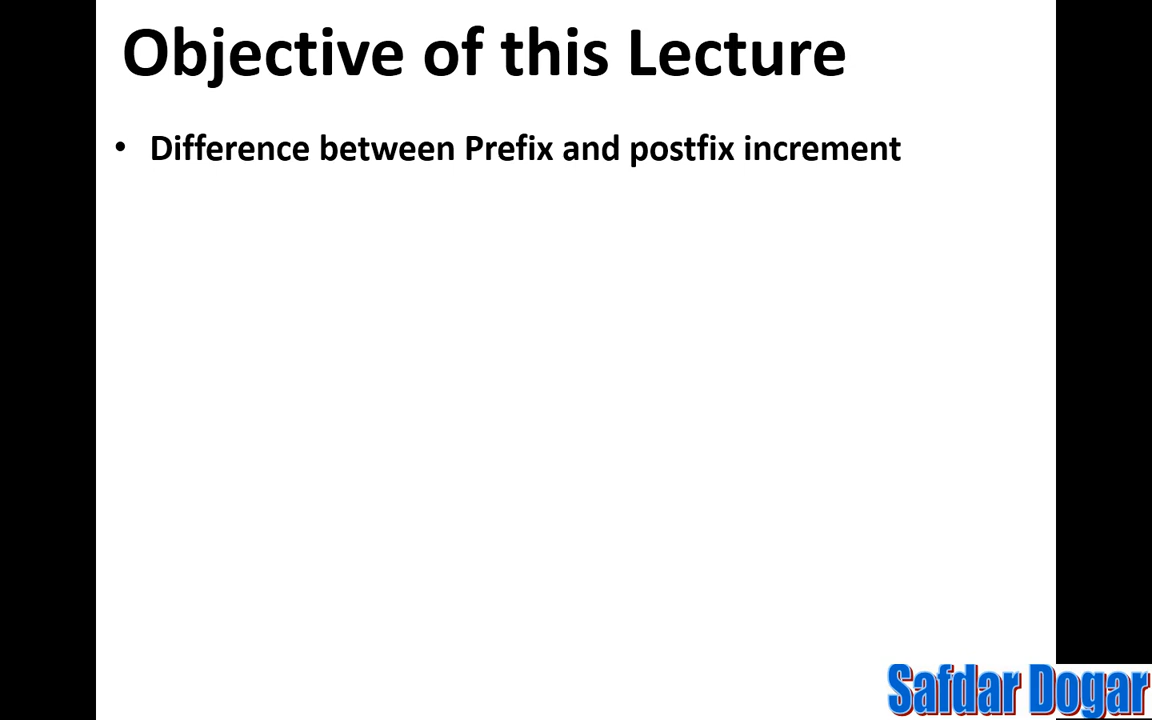 Objective of this Lecture
• Difference between Prefix and postfix increment
Safdar Dogar